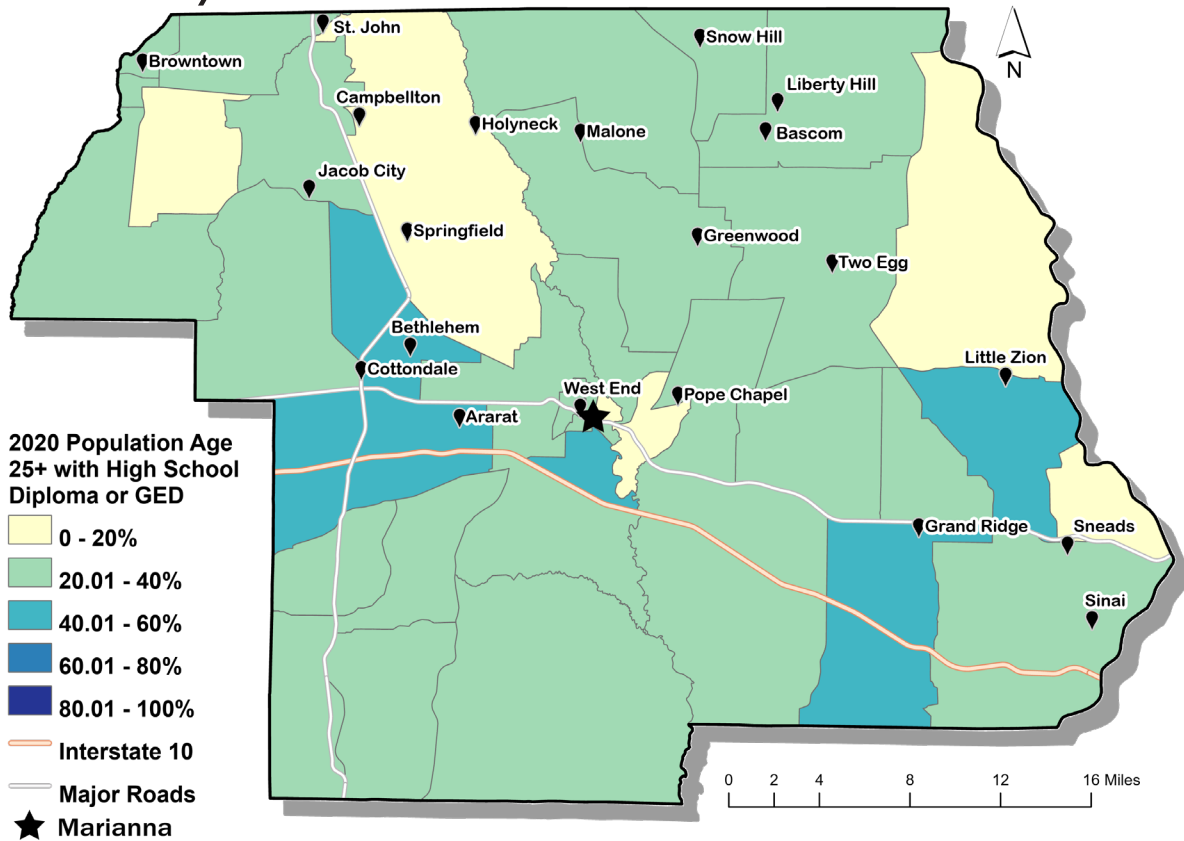 St. John
Snow Hill
N
Browntown
Liberty Hill
Campbellton
Holyneck
Malone
Bascom
Jacob City
Springfield
Greenwood
Two Egg
Bethlehem
Little Zion
Cottondale
West End
Pope Chapel
Ararat
2020 Population Age
25+ with High School
Diploma or GED
0 - 20%
20.01 - 40%
40.01 - 60%
60.01 - 80%
80.01 - 100%
Interstate 10
Major Roads
Marianna
Grand Ridge
Sneads
Sinai
0 2 4 8 12 16 Miles